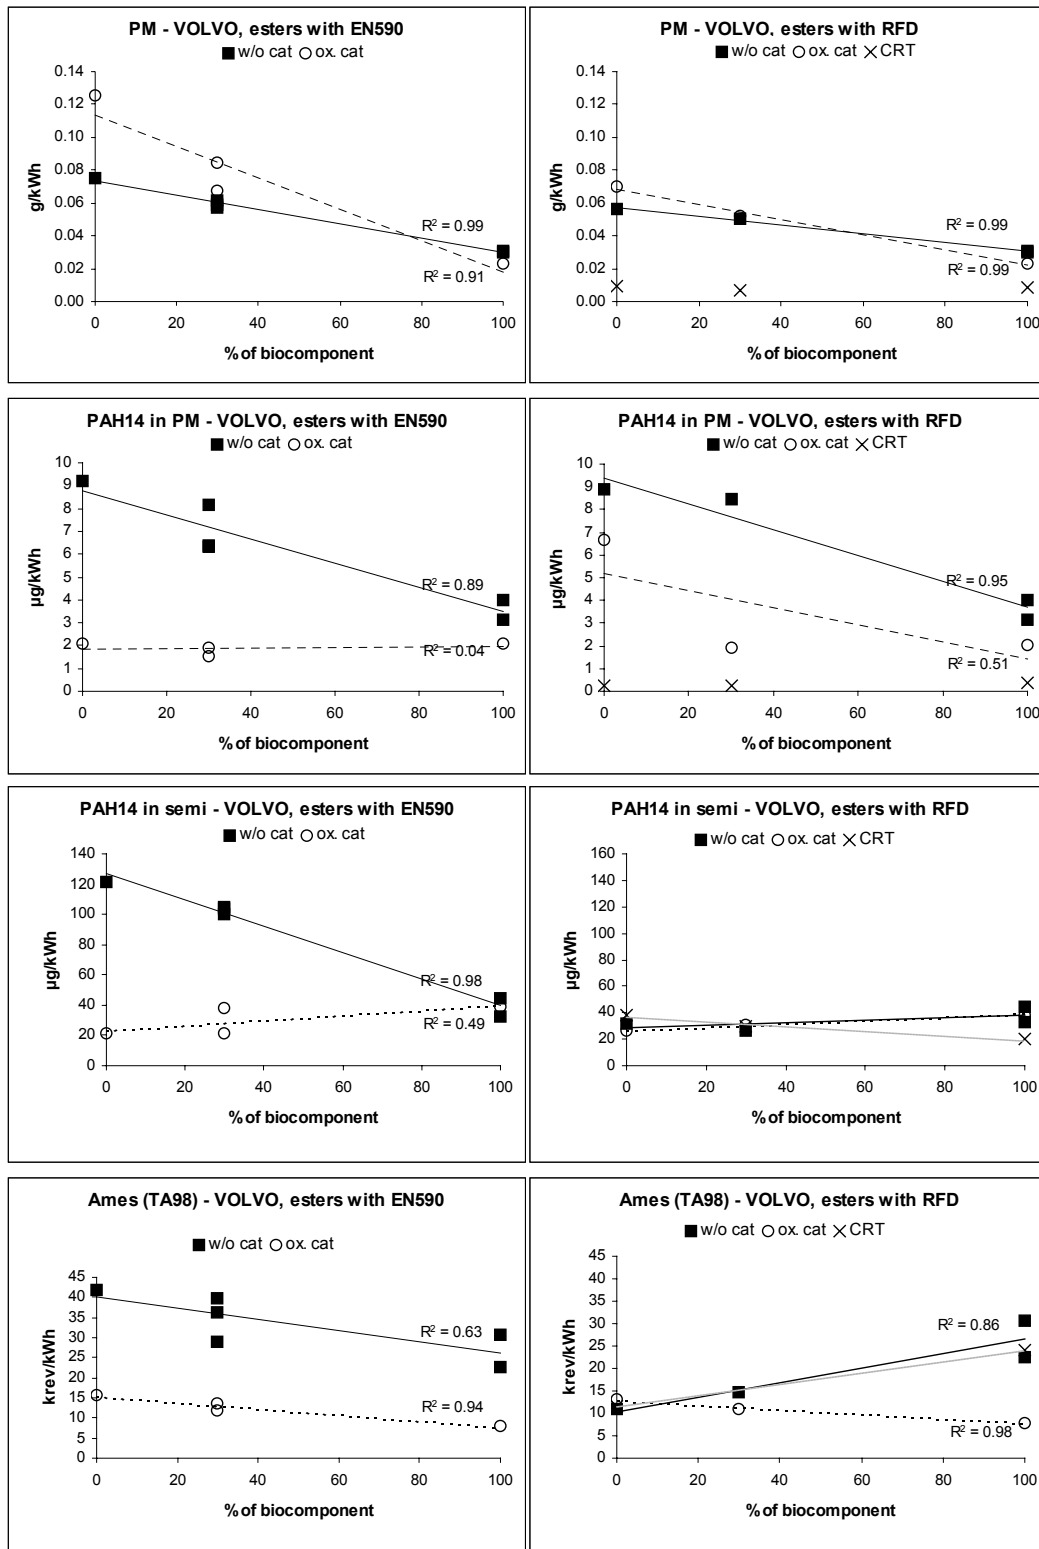 PM - VOLVO, esters with EN590
w/o cat ox. cat
0.14
0.12
0.10
0.08
0.06
0.04
0.02
0.00
g/kWh
R² = 0.99
R² = 0.91
0 20 40 60 80 100
% of biocomponent
PM - VOLVO, esters with RFD
w/o cat ox. cat CRT
0.14
0.12
0.10
0.08
0.06
0.04
0.02
0.00
g/kWh
R² = 0.99
R² = 0.99
0 20 40 60 80 100
% of biocomponent
PAH14 in PM - VOLVO, esters with EN590
w/o cat ox. cat
10
9
8
7
6
5
4
3
2
1
0
µg/kWh
R² = 0.89
R² = 0.04
0 20 40 60 80 100
% of biocomponent
PAH14 in PM - VOLVO, esters with RFD
w/o cat ox. cat CRT
10
9
8
7
6
5
4
3
2
1
0
µg/kWh
R² = 0.95
R² = 0.51
0 20 40 60 80 100
% of biocomponent
PAH14 in semi - VOLVO, esters with EN590
w/o cat ox. cat
140
120
100
80
60
40
20
0
µg/kWh
R² = 0.98
R² = 0.49
0 20 40 60 80 100
% of biocomponent
PAH14 in semi - VOLVO, esters with RFD
w/o cat ox. cat CRT
160
140
120
100
80
60
40
20
0
µg/kWh
0 20 40 60 80 100
% of biocomponent
Ames (TA98) - VOLVO, esters with EN590
w/o cat ox. cat
45
40
35
30
25
20
15
10
5
0
krev/kWh
R² = 0.63
R² = 0.94
0 20 40 60 80 100
% of biocomponent
Ames (TA98) - VOLVO, esters with RFD
w/o cat ox. cat CRT
45
40
35
30
25
20
15
10
5
0
krev/kWh
R² = 0.86
R² = 0.98
0 20 40 60 80 100
% of biocomponent